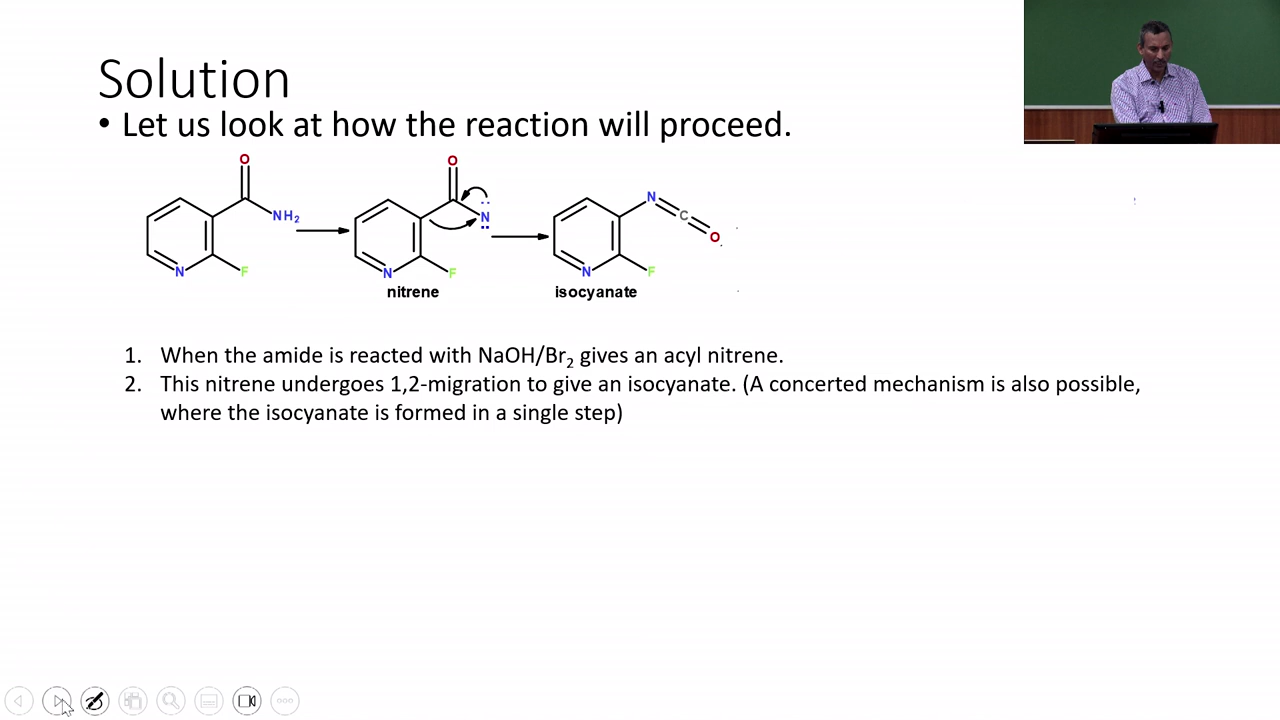 Solution
• Let us look at how the reaction will proceed.
O O
NH2 N N C O
N F N F N F
nitrene isocyanate
1. When the amide is reacted with NaOH/Br₂ gives an acyl nitrene.
2. This nitrene undergoes 1,2-migration to give an isocyanate. (A concerted mechanism is also possible,
where the isocyanate is formed in a single step)